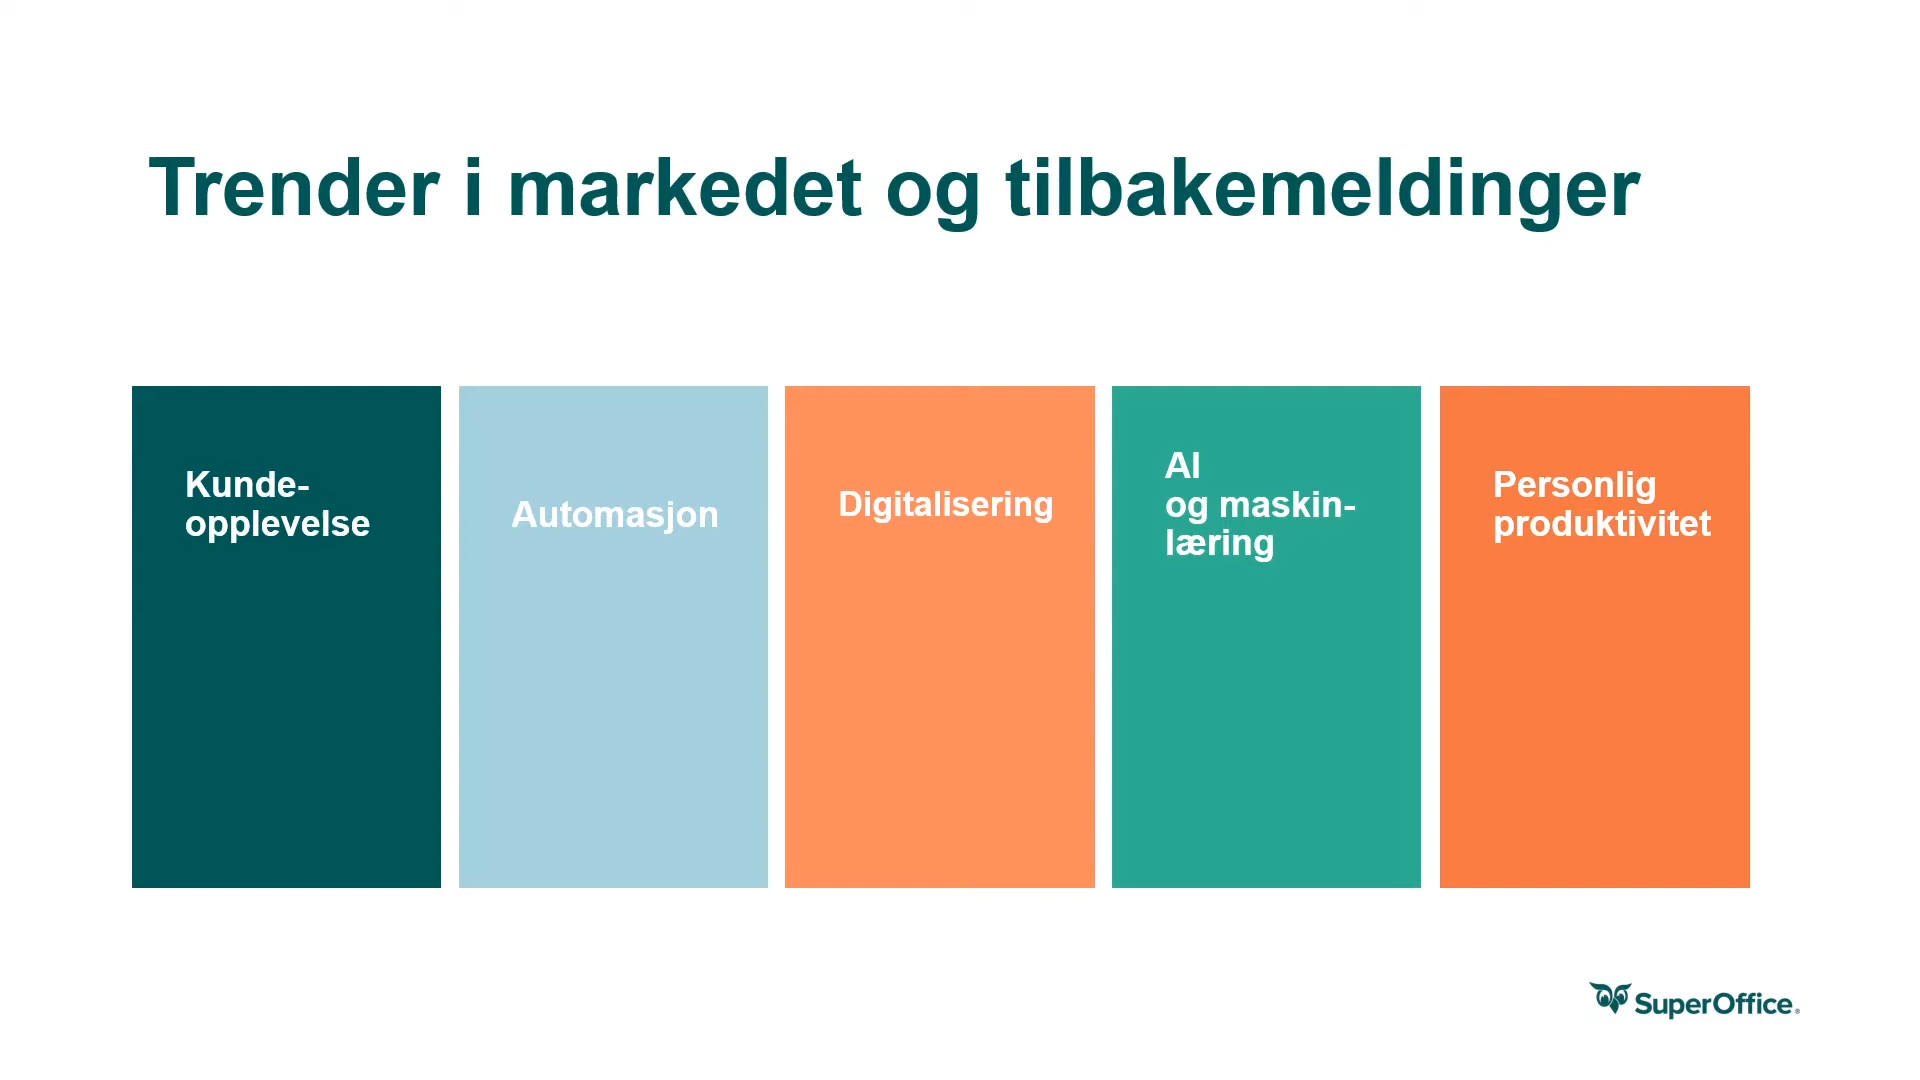 Trender i markedet og tilbakemeldinger
Kunde-
opplevelse
Automasjon
Digitalisering
AI
og maskin-
læring
Personlig
produktivitet
SuperOffice®